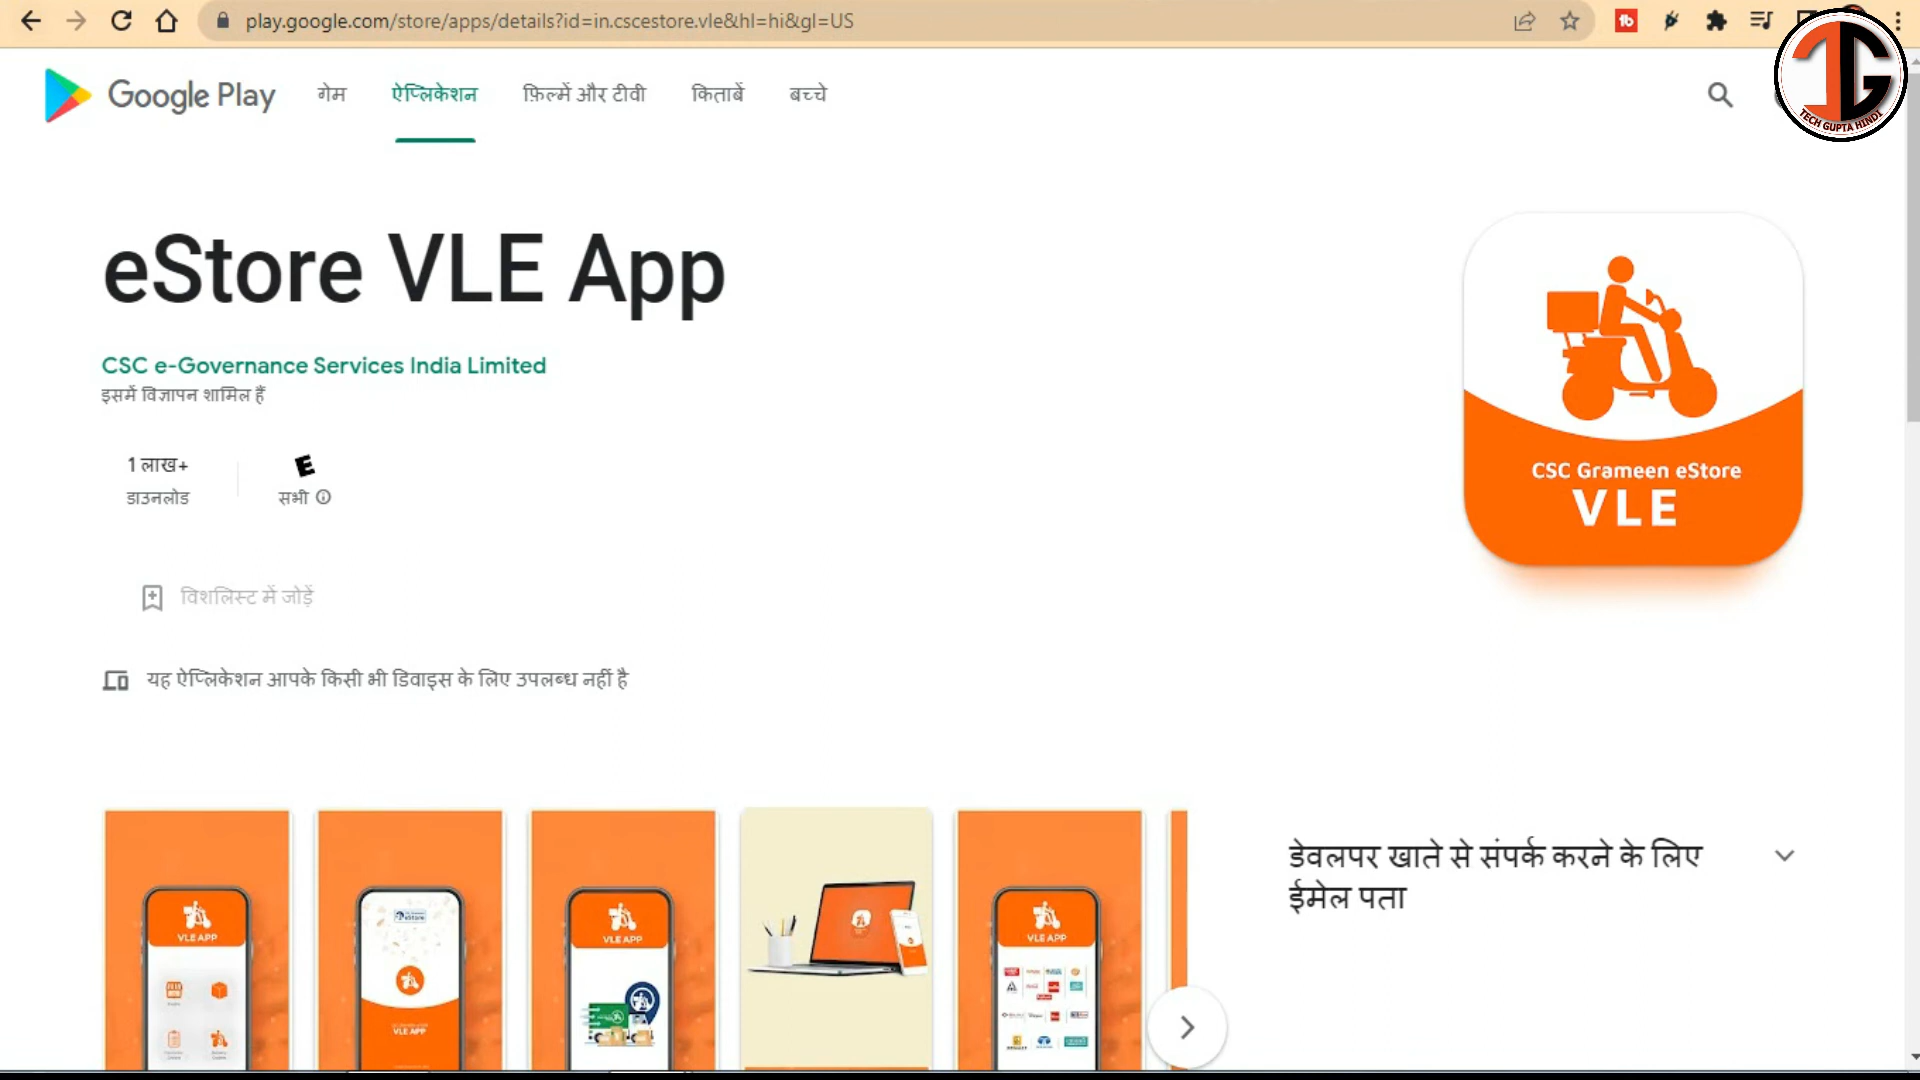 play.google.com/store/apps/details?id=in.cscestore.vle&hl=hi&gl=US
Google Play
गेम
ऐप्लिकेशन
फ़िल्में और टीवी
किताबें
बच्चे
TECH GUPTA HINDI
eStore VLE App
CSC e-Governance Services India Limited
इसमें विज्ञापन शामिल हैं
1 लाख+
डाउनलोड
E
सभी
CSC Grameen eStore
VLE
विशलिस्ट में जोड़ें
यह ऐप्लिकेशन आपके किसी भी डिवाइस के लिए उपलब्ध नहीं है
डेवलपर खाते से संपर्क करने के लिए
ईमेल पता
VLE APP
eStore
VLE APP
VLE APP
VLE APP